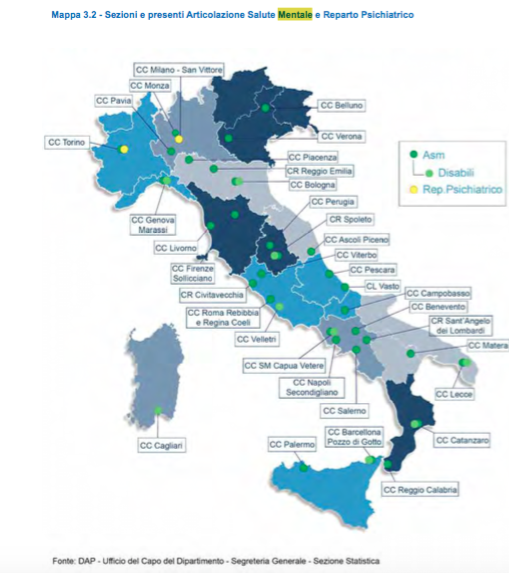 Mappa 3.2 - Sezioni e presenti Articolazione Salute Mentale e Reparto Psichiatrico
CC Milano - San Vittore
CC Monza
CC Pavia
CC Belluno
CC Torino
CC Verona
CC Piacenza
CR Reggio Emilia
CC Bologna
Asm
Disabili
Rep.Psichiatrico
CC Perugia
CR Spoleto
CC Genova
Marassi
CC Ascoli Piceno
CC Livorno
CC Viterbo
CC Firenze
Sollicciano
CC Pescara
CR Civitavecchia
CL Vasto
CC Campobasso
CC Roma Rebibbia
e Regina Coeli
CC Benevento
CR Sant'Angelo
dei Lombardi
CC Velletri
CC Matera
CC SM Capua Vetere
CC Napoli
Secondigliano
CC Lecce
CC Salerno
CC Cagliari
CC Palermo
CC Barcellona
Pozzo di Gotto
CC Catanzaro
CC Reggio Calabria
Fonte: DAP - Ufficio del Capo del Dipartimento - Segreteria Generale - Sezione Statistica